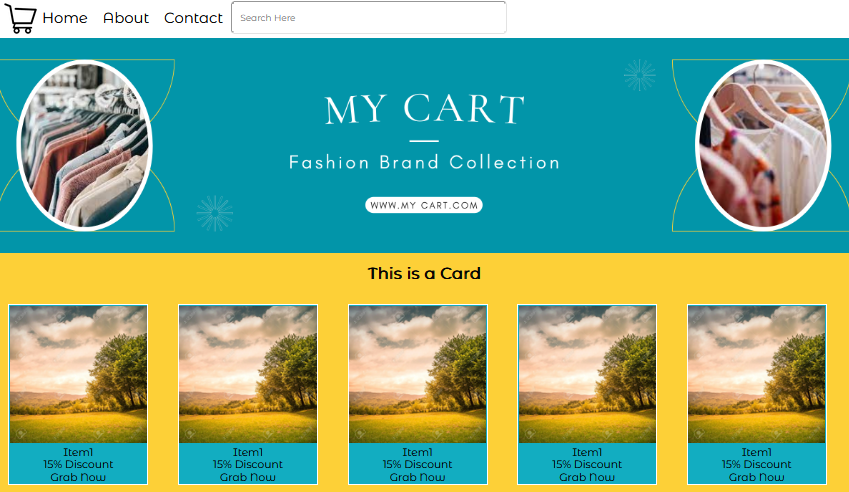 Home About Contact Search Here
MY CART
Fashion Brand Collection
WWW.MY CART.COM
This is a Card
Item1 Item1 Item1 Item1 Item1
15% Discount 15% Discount 15% Discount 15% Discount 15% Discount
Grab Now Grab Now Grab Now Grab Now Grab Now